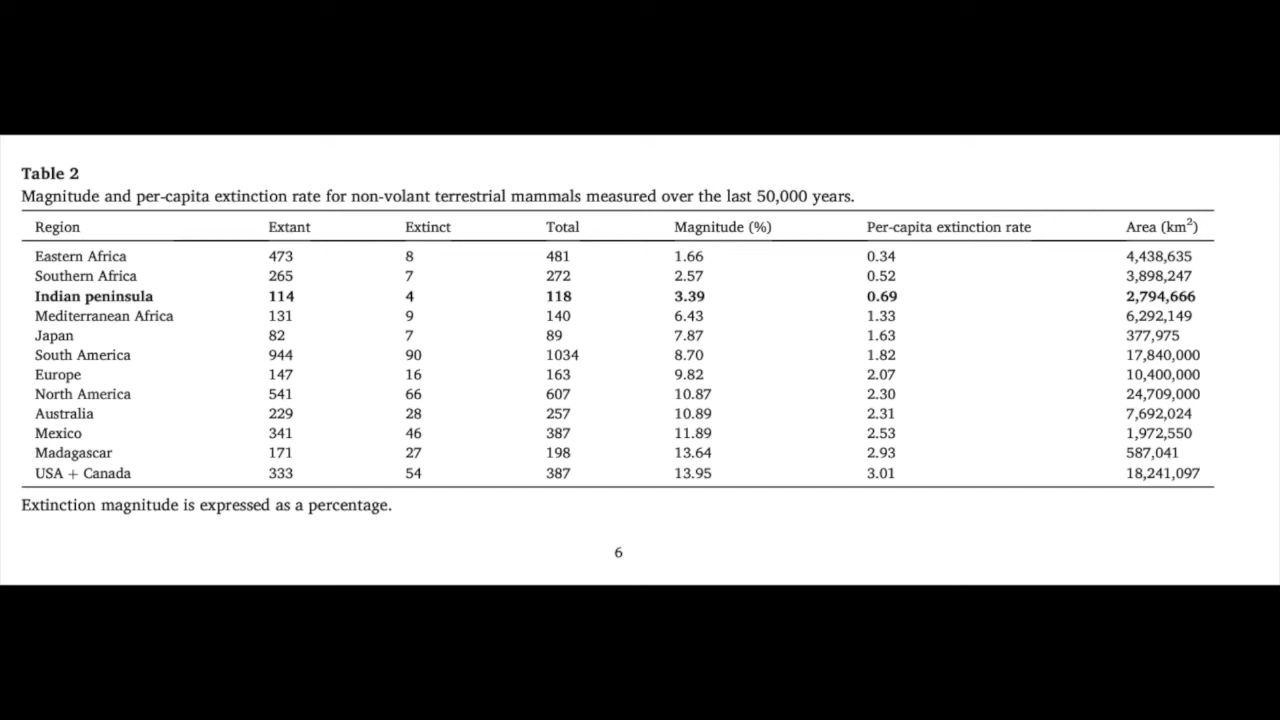 Table 2
Magnitude and per-capita extinction rate for non-volant terrestrial mammals measured over the last 50,000 years.
Region Extant Extinct Total Magnitude (%) Per-capita extinction rate Area (km²)
Eastern Africa 473 8 481 1.66 0.34 4,438,635
Southern Africa 265 7 272 2.57 0.52 3,898,247
Indian peninsula 114 4 118 3.39 0.69 2,794,666
Mediterranean Africa 131 9 140 6.43 1.33 6,292,149
Japan 82 7 89 7.87 1.63 377,975
South America 944 90 1034 8.70 1.82 17,840,000
Europe 147 16 163 9.82 2.07 10,400,000
North America 541 66 607 10.87 2.30 24,709,000
Australia 229 28 257 10.89 2.31 7,692,024
Mexico 341 46 387 11.89 2.53 1,972,550
Madagascar 171 27 198 13.64 2.93 587,041
USA + Canada 333 54 387 13.95 3.01 18,241,097
Extinction magnitude is expressed as a percentage.
6